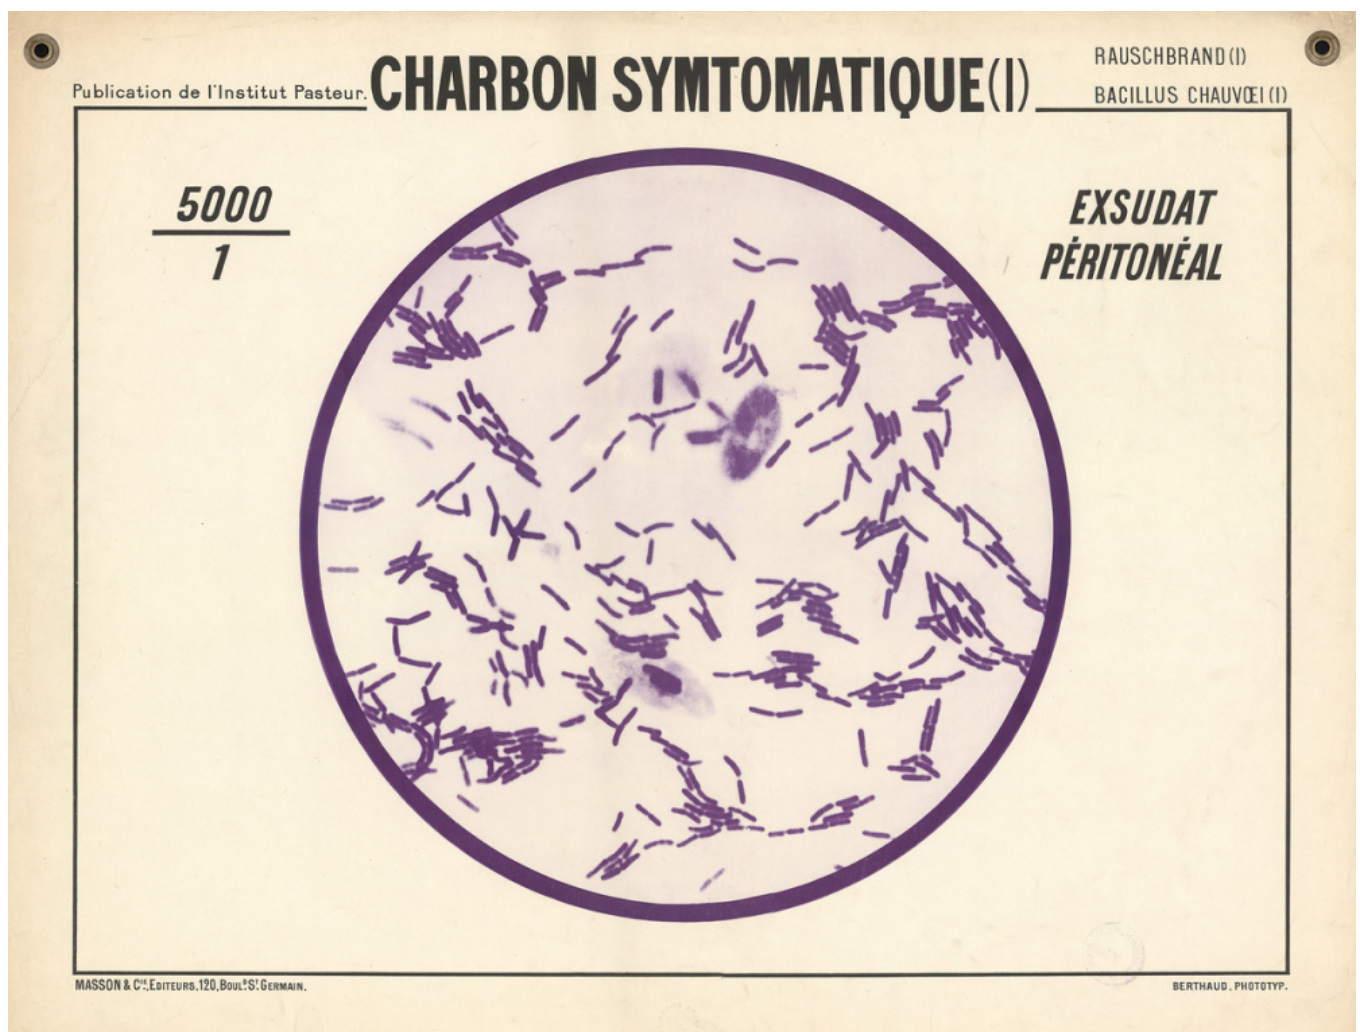 Publication de l'Institut Pasteur.
CHARBON SYMTOMATIQUE(I)
RAUSCHBRAND(I)
BACILLUS CHAUVŒI(I)
5000
1
EXSUDAT
PÉRITONÉAL
MASSON & Cie, EDITEURS, 120, BOULd St GERMAIN.
BERTHAUD, PHOTOTYP.